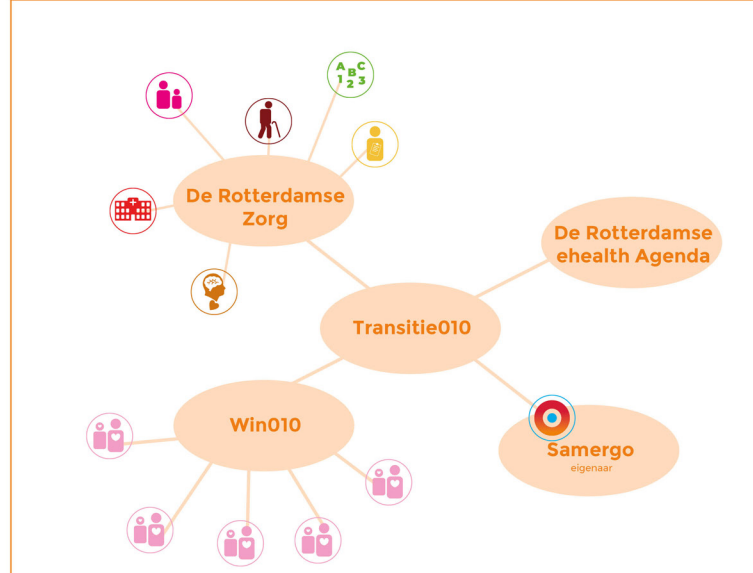 A B C
1 2 3
De Rotterdamse
Zorg
De Rotterdamse
ehealth Agenda
Transitie010
Win010
Samergo
eigenaar